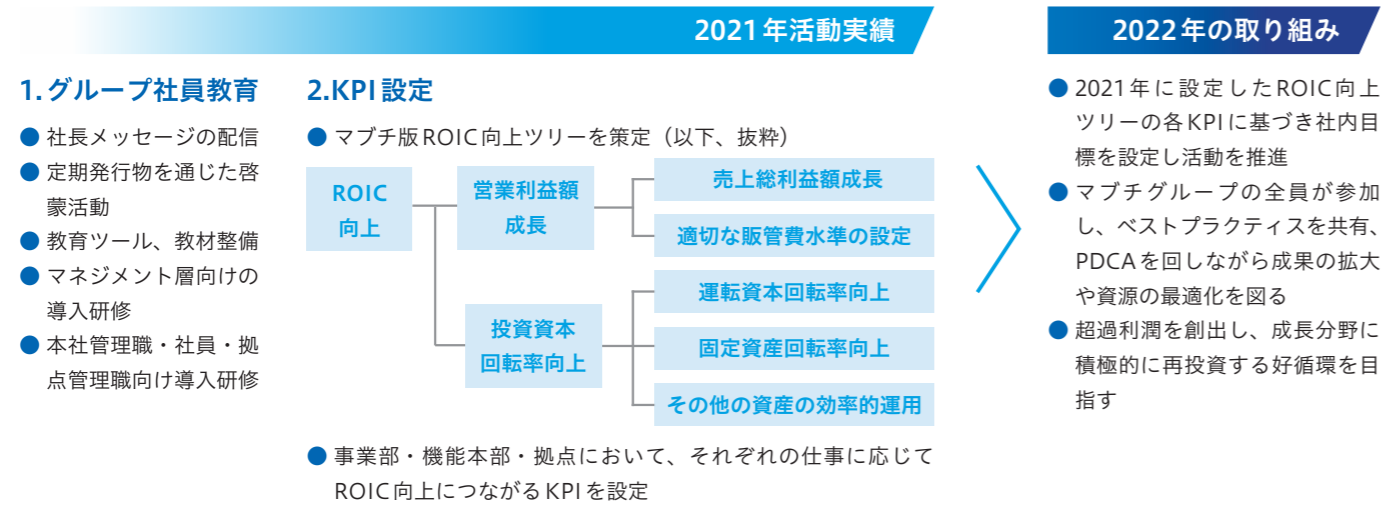 2021年活動実績
1.グループ社員教育
● 社長メッセージの配信
● 定期発行物を通じた啓
蒙活動
● 教育ツール、教材整備
● マネジメント層向けの
導入研修
● 本社管理職・社員・拠
点管理職向け導入研修
2.KPI設定
● マブチ版ROIC向上ツリーを策定（以下、抜粋）
ROIC
向上
営業利益額
成長
売上総利益額成長
適切な販管費水準の設定
投資資本
回転率向上
運転資本回転率向上
固定資産回転率向上
その他の資産の効率的運用
● 事業部・機能本部・拠点において、それぞれの仕事に応じて
ROIC向上につながるKPIを設定
2022年の取り組み
● 2021年に設定したROIC向上
ツリーの各KPIに基づき社内目
標を設定し活動を推進
● マブチグループの全員が参加
し、ベストプラクティスを共有、
PDCAを回しながら成果の拡大
や資源の最適化を図る
● 超過利潤を創出し、成長分野に
積極的に再投資する好循環を目
指す